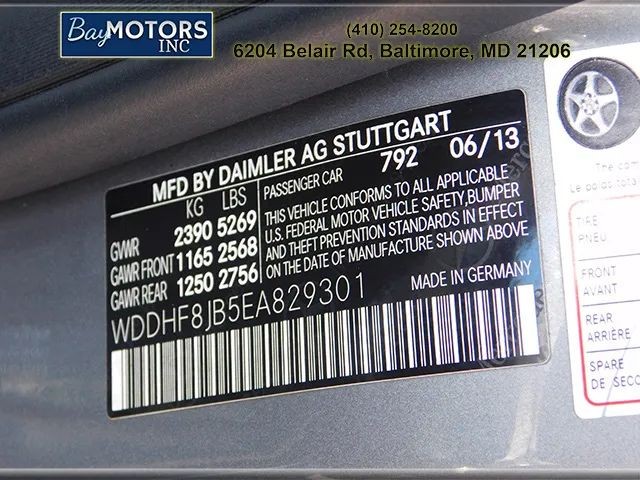 BayMOTORS
INC
(410) 254-8200
6204 Belair Rd, Baltimore, MD 21206
MFD BY DAIMLER AG STUTTGART
KG LBS
GVWR 2390 5269
GAWR FRONT 1165 2568
GAWR REAR 1250 2756
PASSENGER CAR 792 06/13
THIS VEHICLE CONFORMS TO ALL APPLICABLE
U.S. FEDERAL MOTOR VEHICLE SAFETY,BUMPER
AND THEFT PREVENTION STANDARDS IN EFFECT
ON THE DATE OF MANUFACTURE SHOWN ABOVE
WDDHF8JB5EA829301
MADE IN GERMANY
The
Le
TIRE
PNEU
FRONT
AVANT
REAR
ARRIÈRE
SPARE
DE